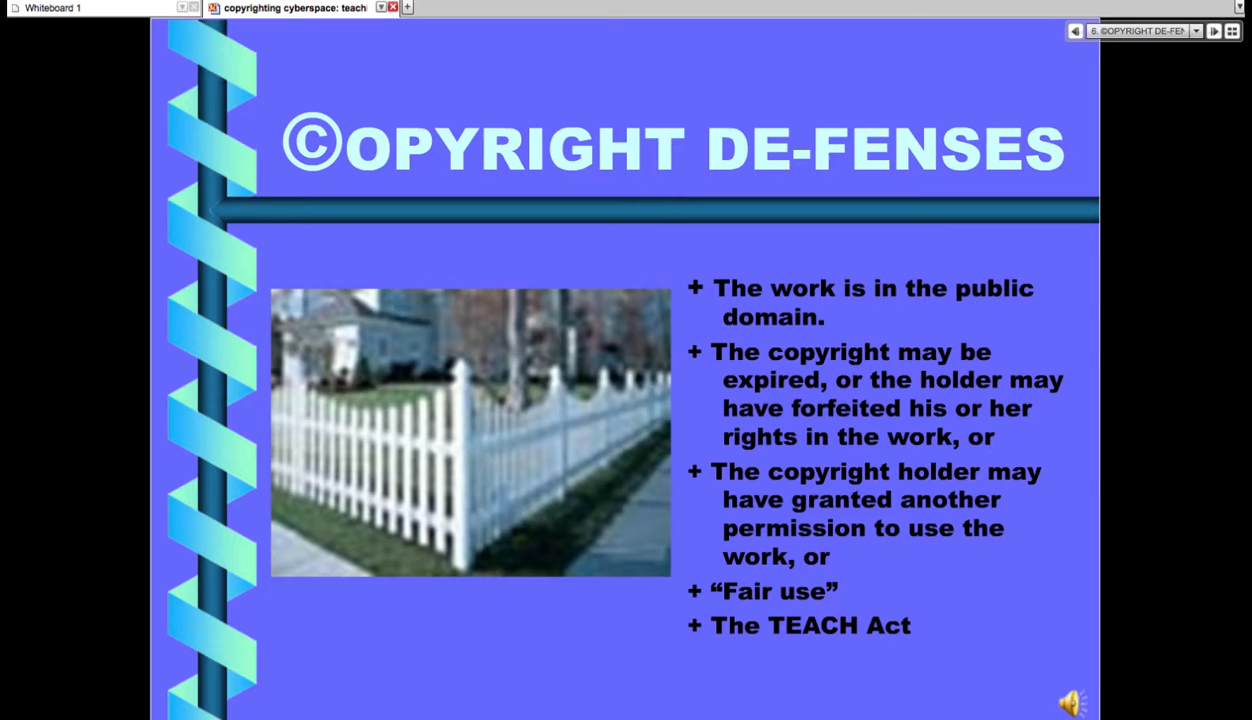 Whiteboard 1
copyrighting cyberspace: teachi
6. ©OPYRIGHT DE-FEN
©OPYRIGHT DE-FENSES
+ The work is in the public
domain.
+ The copyright may be
expired, or the holder may
have forfeited his or her
rights in the work, or
+ The copyright holder may
have granted another
permission to use the
work, or
+ “Fair use”
+ The TEACH Act